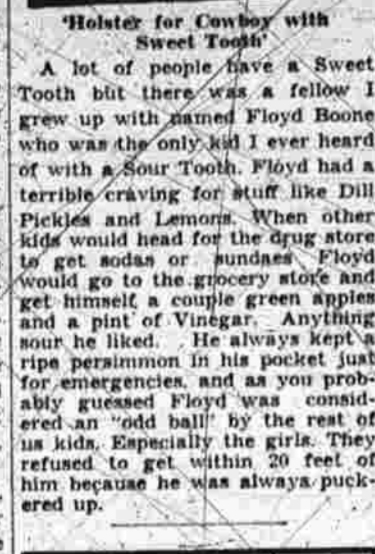 'Holster for Cowboy with
Sweet Tooth'
A lot of people have a Sweet
Tooth but there was a fellow I
grew up with named Floyd Boone
who was the only kid I ever heard
of with a Sour Tooth. Floyd had a
terrible craving for stuff like Dill
Pickles and Lemons. When other
kids would head for the drug store
to get sodas or sundaes Floyd
would go to the grocery store and
get himself a couple green apples
and a pint of Vinegar. Anything
sour he liked. He always kept a
ripe persimmon in his pocket just
for emergencies, and as you prob-
ably guessed Floyd was consid-
ered an "odd ball" by the rest of
us kids. Especially the girls. They
refused to get within 20 feet of
him because he was always puck-
ered up.